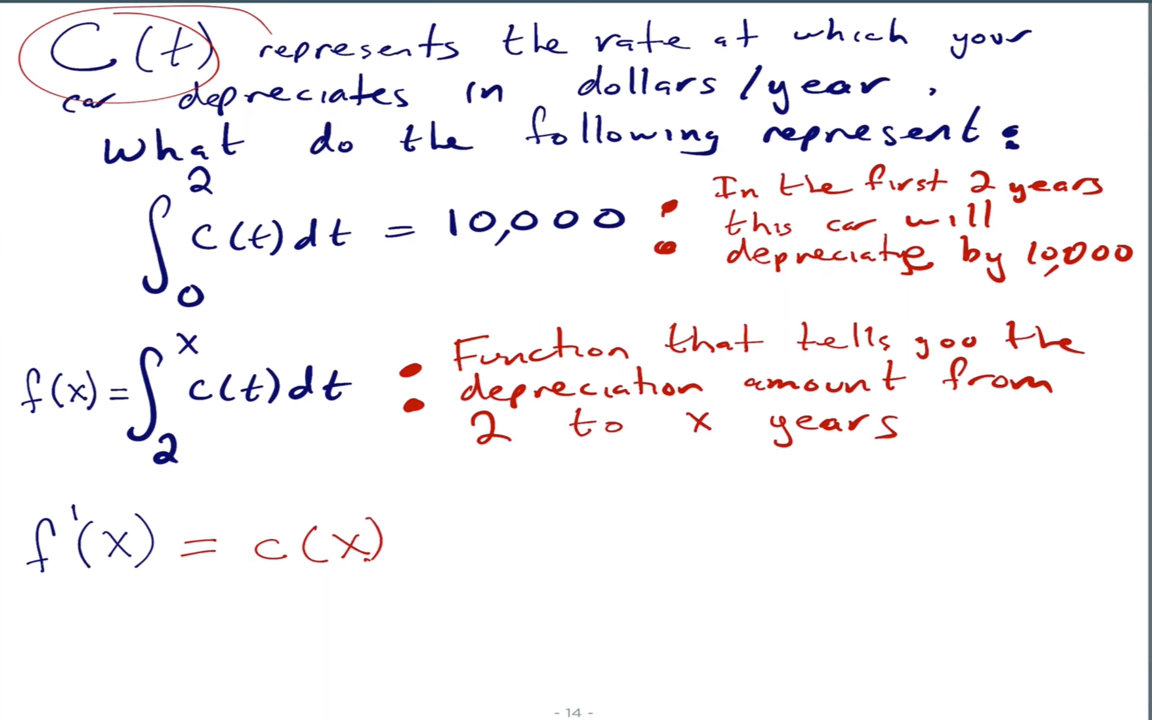 C(t) represents the rate at which your
car depreciates in dollars/year.
What do the following represent:
∫₀² c(t)dt = 10,000 : In the first 2 years
this car will
depreciate by 10,000
f(x) = ∫₂ˣ c(t)dt : Function that tells you the
depreciation amount from
2 to x years
f'(x) = c(x)
- 14 -